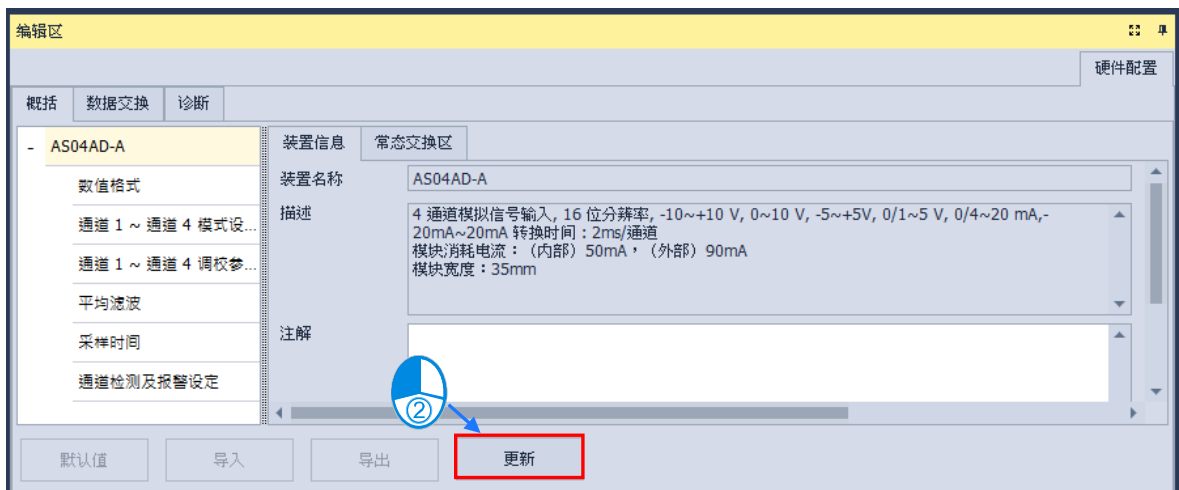 编辑区
硬件配置
概括 数据交换 诊断
- AS04AD-A
数值格式
通道 1 ~ 通道 4 模式设...
通道 1 ~ 通道 4 调校参...
平均滤波
采样时间
通道检测及报警设定
装置信息 常态交换区
装置名称 AS04AD-A
描述
4 通道模拟信号输入, 16 位分辨率, -10~+10 V, 0~10 V, -5~+5V, 0/1~5 V, 0/4~20 mA,-
20mA~20mA 转换时间：2ms/通道
模块消耗电流：（内部）50mA，（外部）90mA
模块宽度：35mm
注解
②
默认值 导入 导出 更新